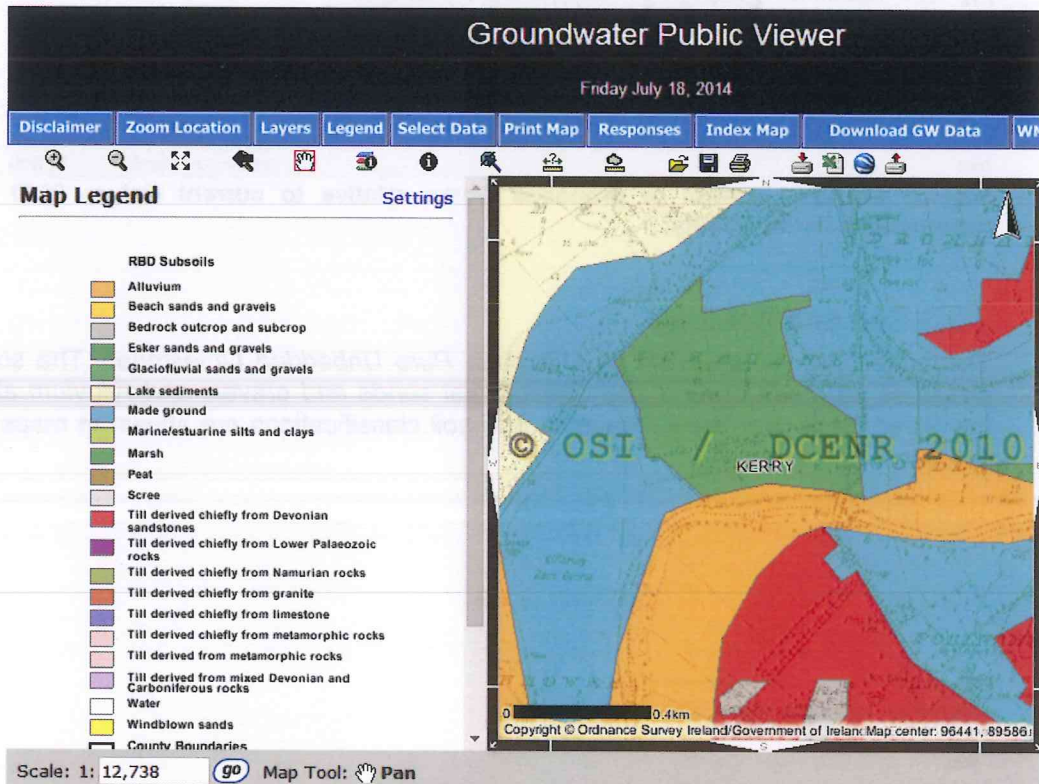 Groundwater Public Viewer
Friday July 18, 2014
Disclaimer Zoom Location Layers Legend Select Data Print Map Responses Index Map Download GW Data
Map Legend Settings
RBD Subsoils
Alluvium
Beach sands and gravels
Bedrock outcrop and subcrop
Esker sands and gravels
Glaciofluvial sands and gravels
Lake sediments
Made ground
Marine/estuarine silts and clays
Marsh
Peat
Scree
Till derived chiefly from Devonian
sandstones
Till derived chiefly from Lower Palaeozoic
rocks
Till derived chiefly from Namurian rocks
Till derived chiefly from granite
Till derived chiefly from limestone
Till derived chiefly from metamorphic rocks
Till derived from metamorphic rocks
Till derived from mixed Devonian and
Carboniferous rocks
Water
Windblown sands
County Boundaries
N
© OSI / DCENR 2010
KERRY
W
0 0.4km
Copyright © Ordnance Survey Ireland/Government of Ireland Map center: 96441, 89586
S
Scale: 1: 12,738 go Map Tool: Pan